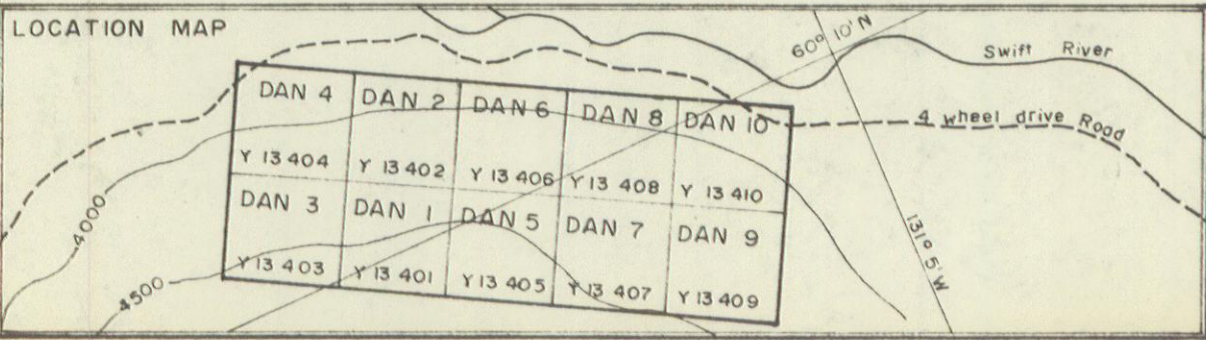 LOCATION MAP
60° 10' N
Swift River
4 wheel drive Road
131° 5' W
4000
4500
DAN 4 DAN 2 DAN 6 DAN 8 DAN 10
Y 13 404 Y 13 402 Y 13 406 Y 13 408 Y 13 410
DAN 3 DAN 1 DAN 5 DAN 7 DAN 9
Y 13 403 Y 13 401 Y 13 405 Y 13 407 Y 13 409